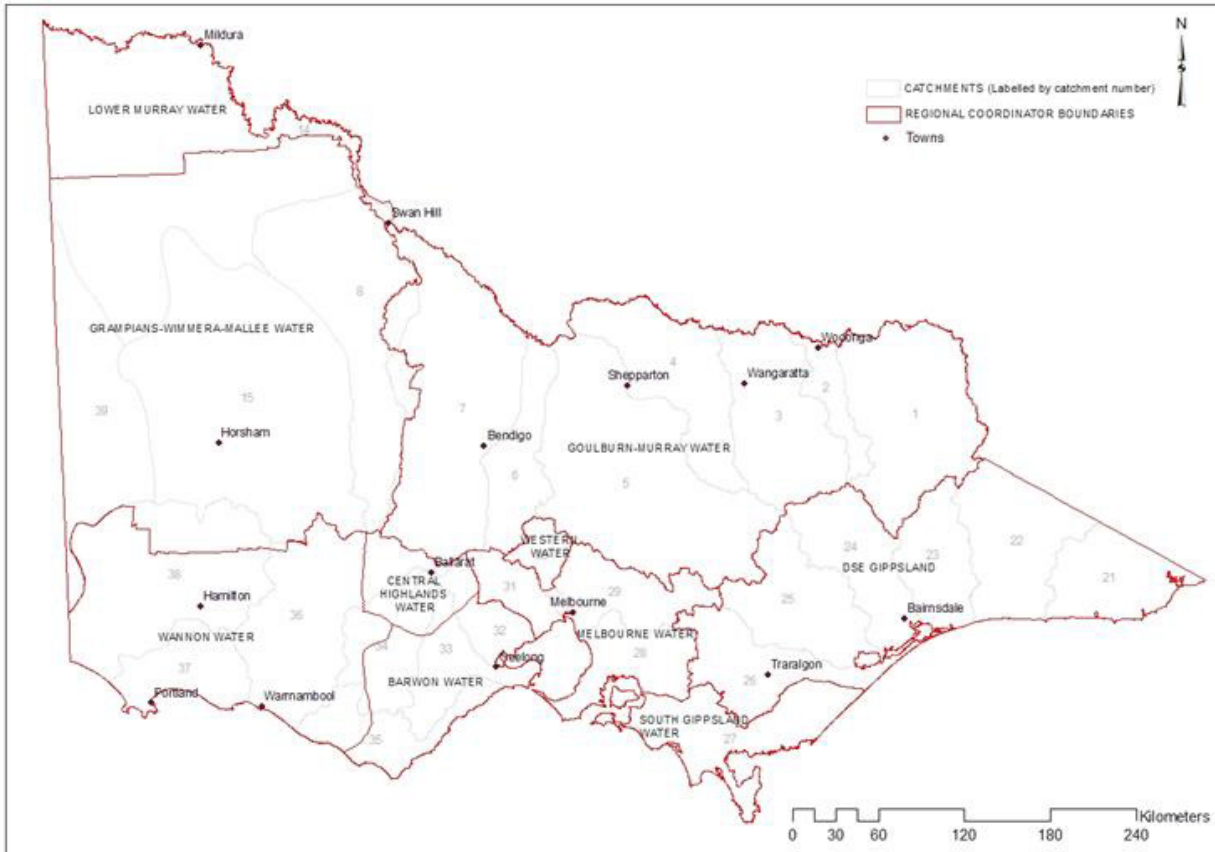 Mildura
N
LOWER MURRAY WATER
CATCHMENTS (Labelled by catchment number)
REGIONAL COORDINATOR BOUNDARIES
Towns
14
Swan Hill
8
GRAMPIANS-WIMMERA-MALLEE WATER
Wodonga
4
Shepparton
Wangaratta
2
39
15
7
3
1
Horsham
Bendigo
GOULBURN-MURRAY WATER
6
5
WESTERN
WATER
24
23
22
DSE GIPPSLAND
38
Ballarat
CENTRAL
HIGHLANDS
WATER
31
29
25
21
Hamilton
36
Melbourne
Bairnsdale
WANNON WATER
32
MELBOURNE WATER
34
33
28
37
Geelong
BARWON WATER
Traralgon
26
Portland
Warrnambool
SOUTH GIPPSLAND
WATER
27
35
Kilometers
0 30 60 120 180 240